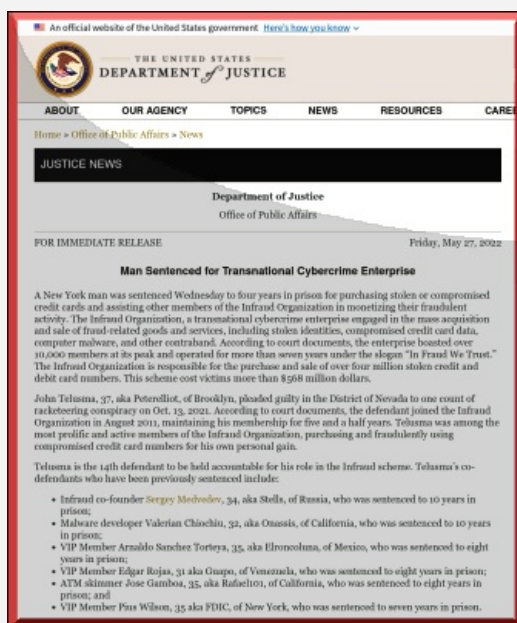 An official website of the United States government Here's how you know
THE UNITED STATES
DEPARTMENT of JUSTICE
ABOUT OUR AGENCY TOPICS NEWS RESOURCES CAREE
Home » Office of Public Affairs » News
JUSTICE NEWS
Department of Justice
Office of Public Affairs
FOR IMMEDIATE RELEASE Friday, May 27, 2022
Man Sentenced for Transnational Cybercrime Enterprise
A New York man was sentenced Wednesday to four years in prison for purchasing stolen or compromised
credit cards and assisting other members of the Infraud Organization in monetizing their fraudulent
activity. The Infraud Organization, a transnational cybercrime enterprise engaged in the mass acquisition
and sale of fraud-related goods and services, including stolen identities, compromised credit card data,
computer malware, and other contraband. According to court documents, the enterprise boasted over
10,000 members at its peak and operated for more than seven years under the slogan “In Fraud We Trust.”
The Infraud Organization is responsible for the purchase and sale of over four million stolen credit and
debit card numbers. This scheme cost victims more than $568 million dollars.
John Telusma, 37, aka Peterelliot, of Brooklyn, pleaded guilty in the District of Nevada to one count of
racketeering conspiracy on Oct. 13, 2021. According to court documents, the defendant joined the Infraud
Organization in August 2011, maintaining his membership for five and a half years. Telusma was among the
most prolific and active members of the Infraud Organization, purchasing and fraudulently using
compromised credit card numbers for his own personal gain.
Telusma is the 14th defendant to be held accountable for his role in the Infraud scheme. Telusma’s co-
defendants who have been previously sentenced include:
• Infraud co-founder Sergey Medvedev, 34, aka Stells, of Russia, who was sentenced to 10 years in
prison;
• Malware developer Valerian Chiochiu, 32, aka Onassis, of California, who was sentenced to 10 years
in prison;
• VIP Member Arnaldo Sanchez Torteya, 35, aka Elroncoluna, of Mexico, who was sentenced to eight
years in prison;
• VIP Member Edgar Rojas, 31 aka Guapo, of Venezuela, who was sentenced to eight years in prison;
• ATM skimmer Jose Gamboa, 35, aka Rafael101, of California, who was sentenced to eight years in
prison; and
• VIP Member Pius Wilson, 35 aka FDIC, of New York, who was sentenced to seven years in prison.